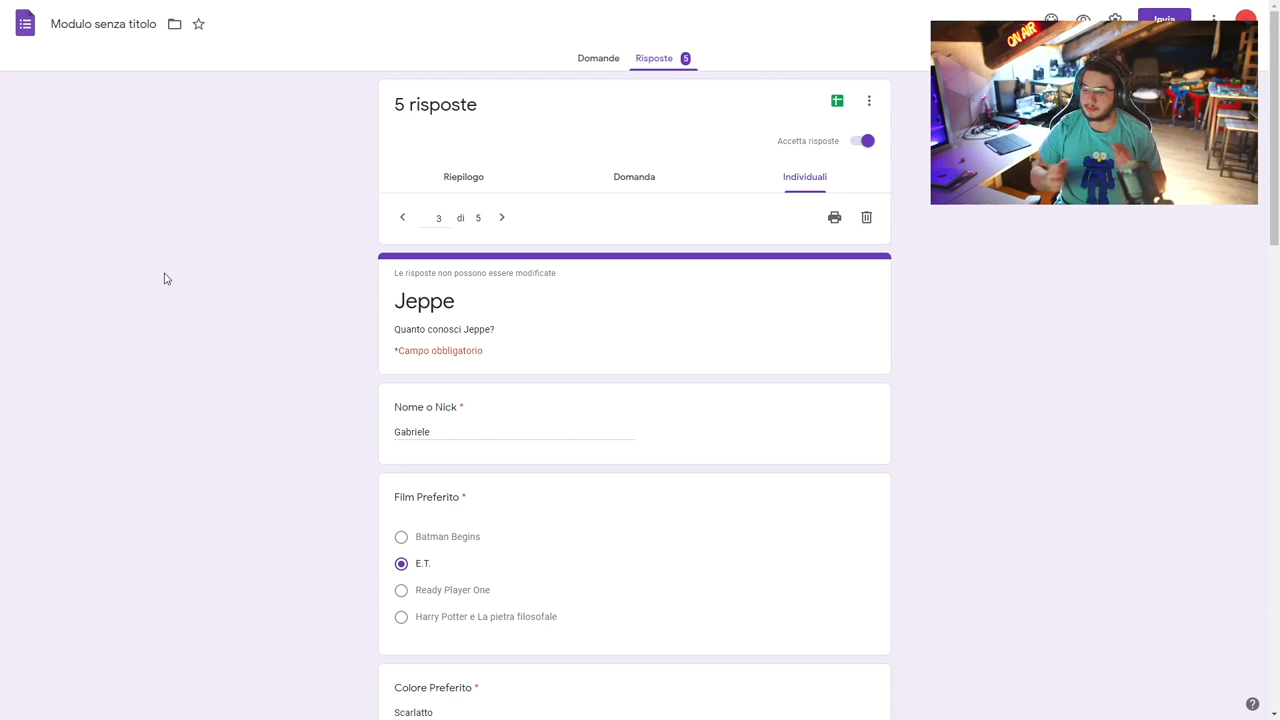 Modulo senza titolo
Invia
Domande
Risposte 5
5 risposte
Accetta risposte
Riepilogo
Domanda
Individuali
3 di 5
Le risposte non possono essere modificate
Jeppe
Quanto conosci Jeppe?
*Campo obbligatorio
Nome o Nick *
Gabriele
Film Preferito *
Batman Begins
E.T.
Ready Player One
Harry Potter e La pietra filosofale
Colore Preferito *
Scarlatto
ON AIR